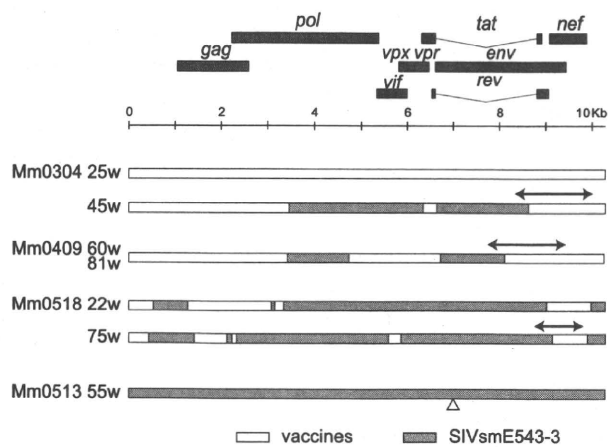 pol
tat
nef
gag
vpx vpr
env
vif
rev
0 2 4 6 8 10Kb
Mm0304 25w
45w
Mm0409 60w
81w
Mm0518 22w
75w
Mm0513 55w
vaccines
SIVsmE543-3